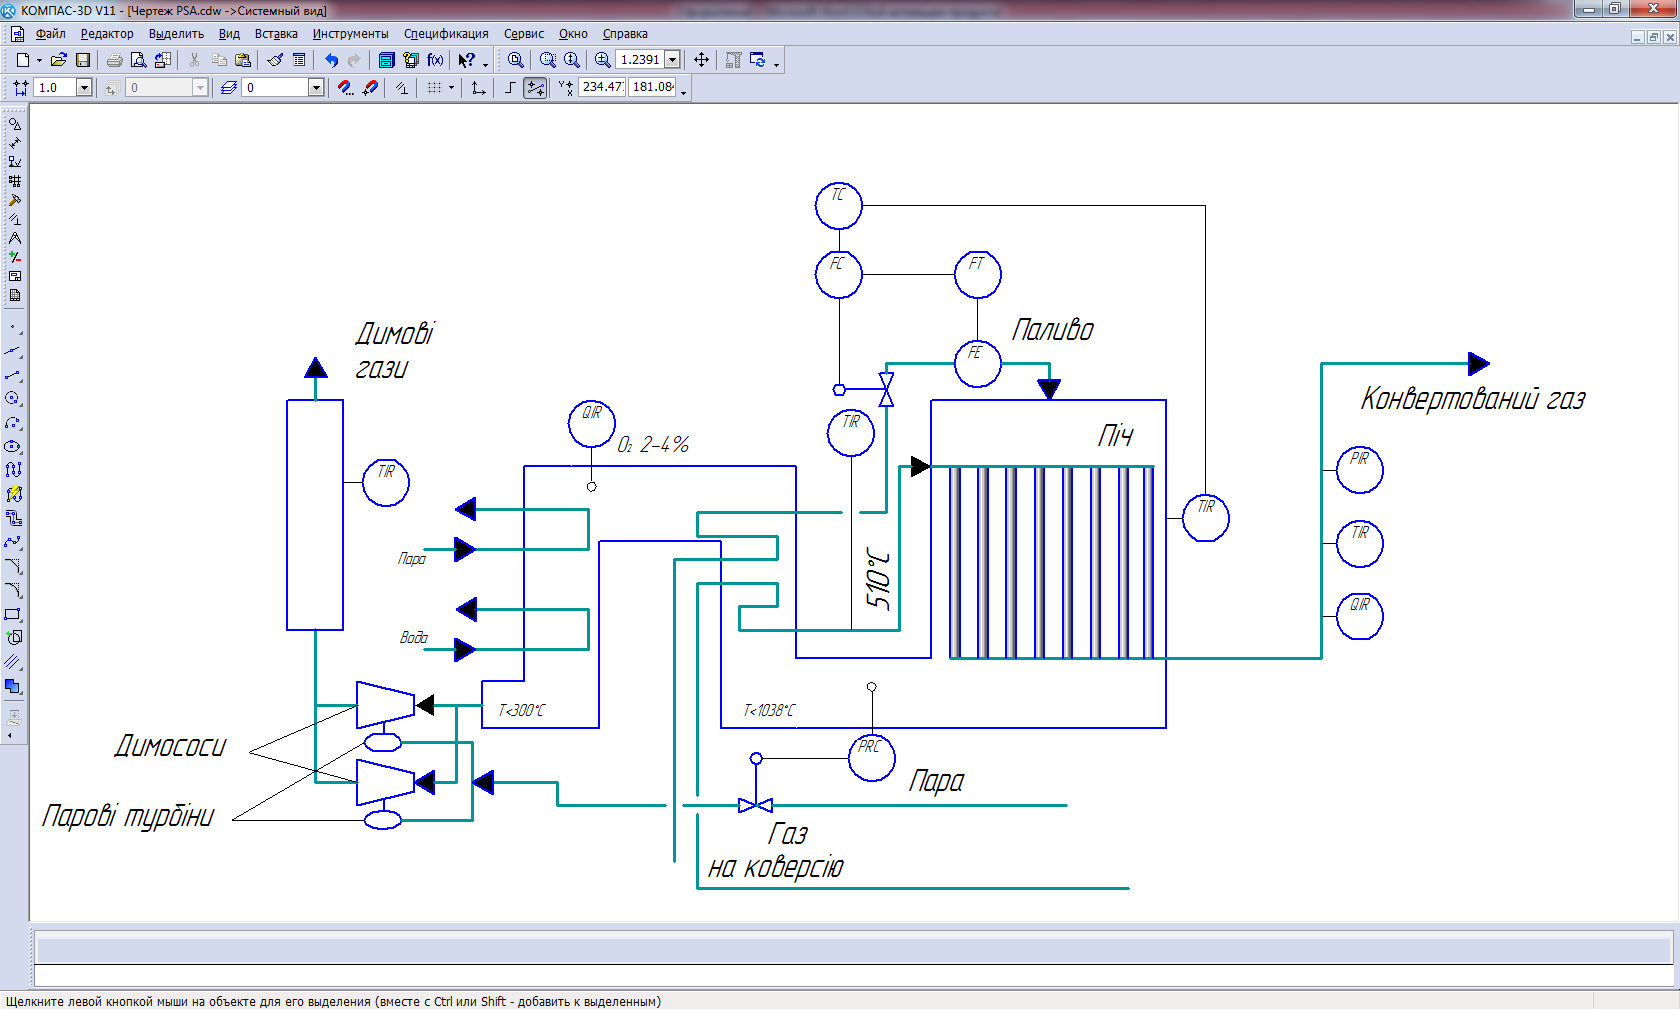 КОМПАС-3D V11 - [Чертеж PSA.cdw ->Системный вид]
Файл Редактор Выделить Вид Вставка Инструменты Спецификация Сервис Окно Справка
1.2391
1.0 0 0 234.47 181.08
TC
FC
FT
FE
Паливо
Димові
гази
Конвертований газ
QIR
O₂ 2-4%
TIR
Піч
TIR
PIR
TIR
TIR
QIR
Пара
510°С
Вода
T<300°С
T<1038°С
Димососи
PRC
Пара
Парові турбіни
Газ
на коверсію
Щелкните левой кнопкой мыши на объекте для его выделения (вместе с Ctrl или Shift - добавить к выделенным)